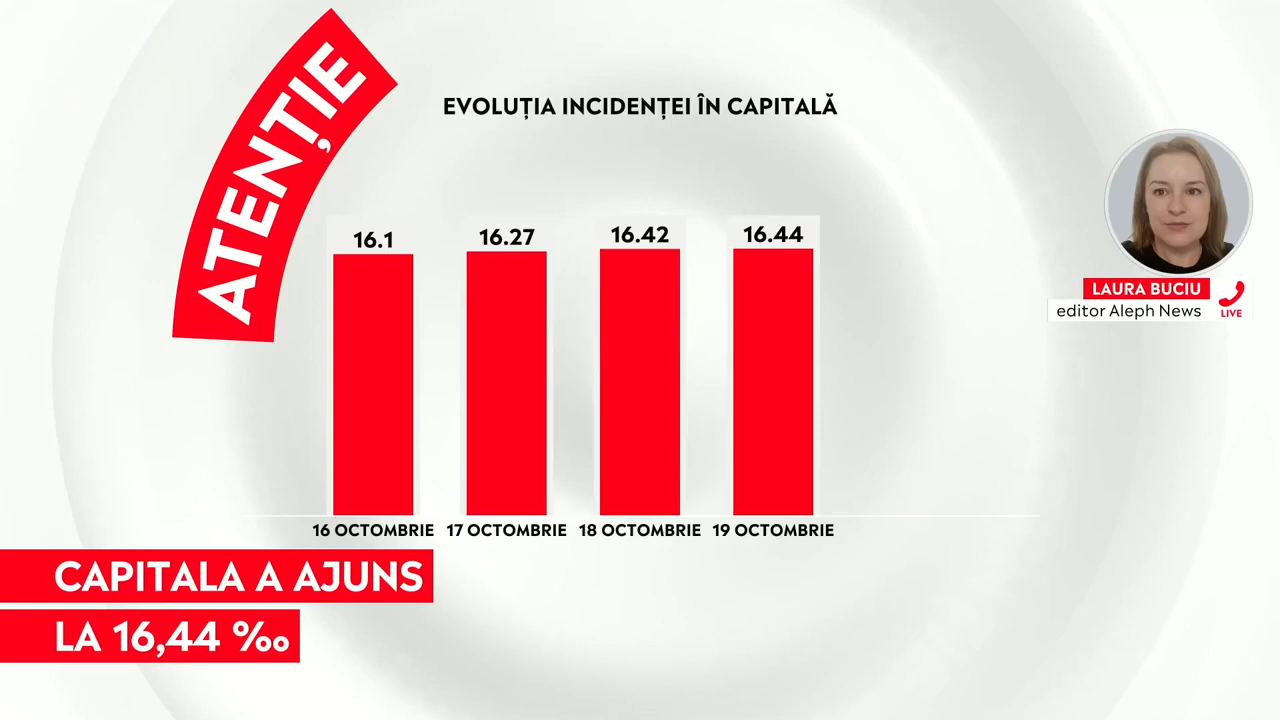 ATENȚIE
EVOLUȚIA INCIDENȚEI ÎN CAPITALĂ
16.1 16.27 16.42 16.44
16 OCTOMBRIE 17 OCTOMBRIE 18 OCTOMBRIE 19 OCTOMBRIE
LAURA BUCIU
editor Aleph News
LIVE
CAPITALA A AJUNS
LA 16,44 ‰